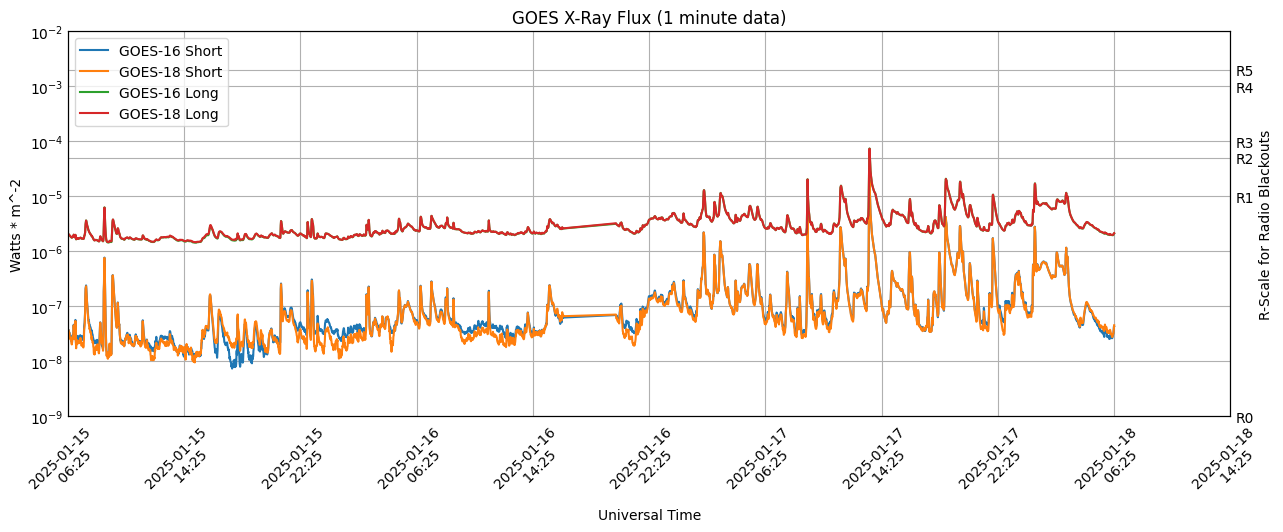 GOES X-Ray Flux (1 minute data)
GOES-16 Short
GOES-18 Short
GOES-16 Long
GOES-18 Long
Watts * m^-2
10⁻²
10⁻³
10⁻⁴
10⁻⁵
10⁻⁶
10⁻⁷
10⁻⁸
10⁻⁹
R5
R4
R3
R2
R1
R0
R-Scale for Radio Blackouts
2025-01-15
06:25
2025-01-15
14:25
2025-01-15
22:25
2025-01-16
06:25
2025-01-16
14:25
2025-01-16
22:25
2025-01-17
06:25
2025-01-17
14:25
2025-01-17
22:25
2025-01-18
06:25
2025-01-18
14:25
Universal Time